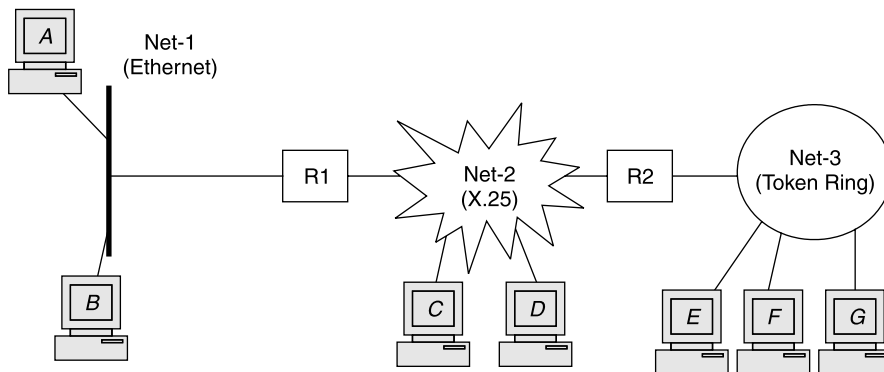 A
Net-1
(Ethernet)
R1
Net-2
(X.25)
R2
Net-3
(Token Ring)
B
C
D
E
F
G